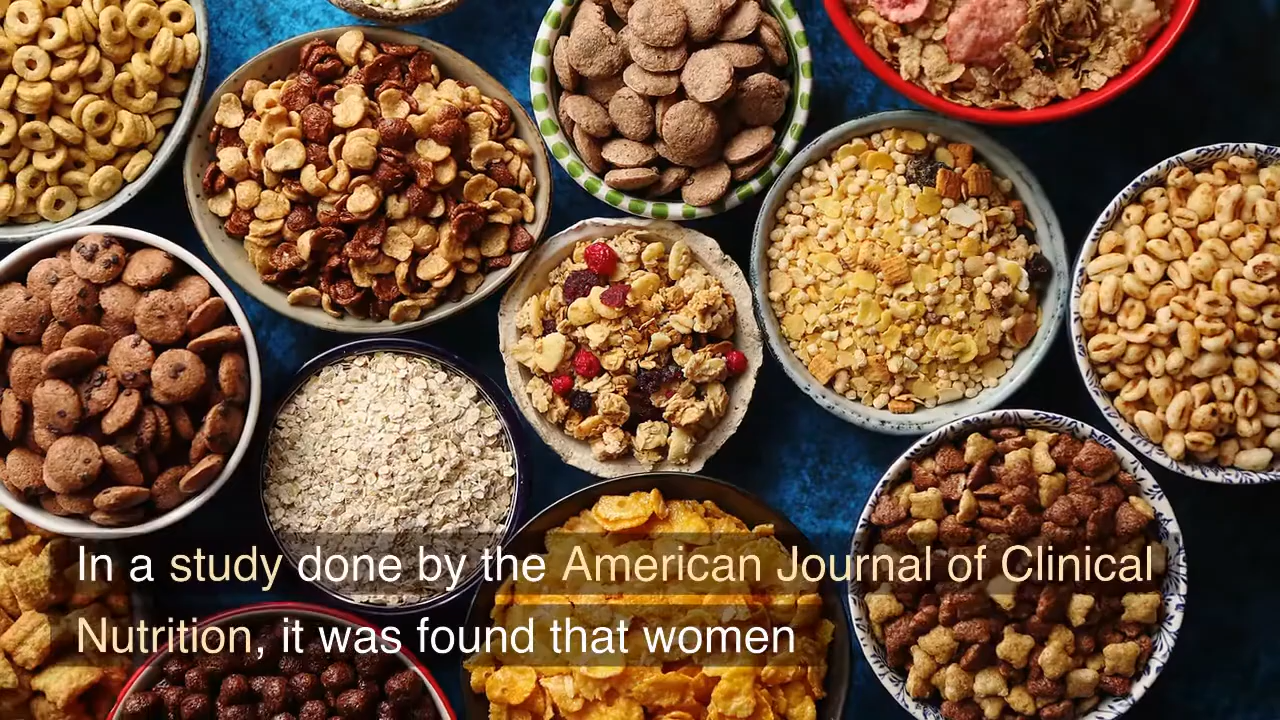 In a study done by the American Journal of Clinical
Nutrition, it was found that women